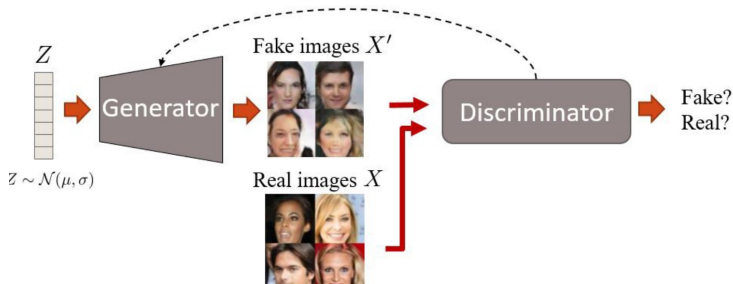 Z
Z ∼ N(μ, σ)
Generator
Fake images X′
Real images X
Discriminator
Fake?
Real?